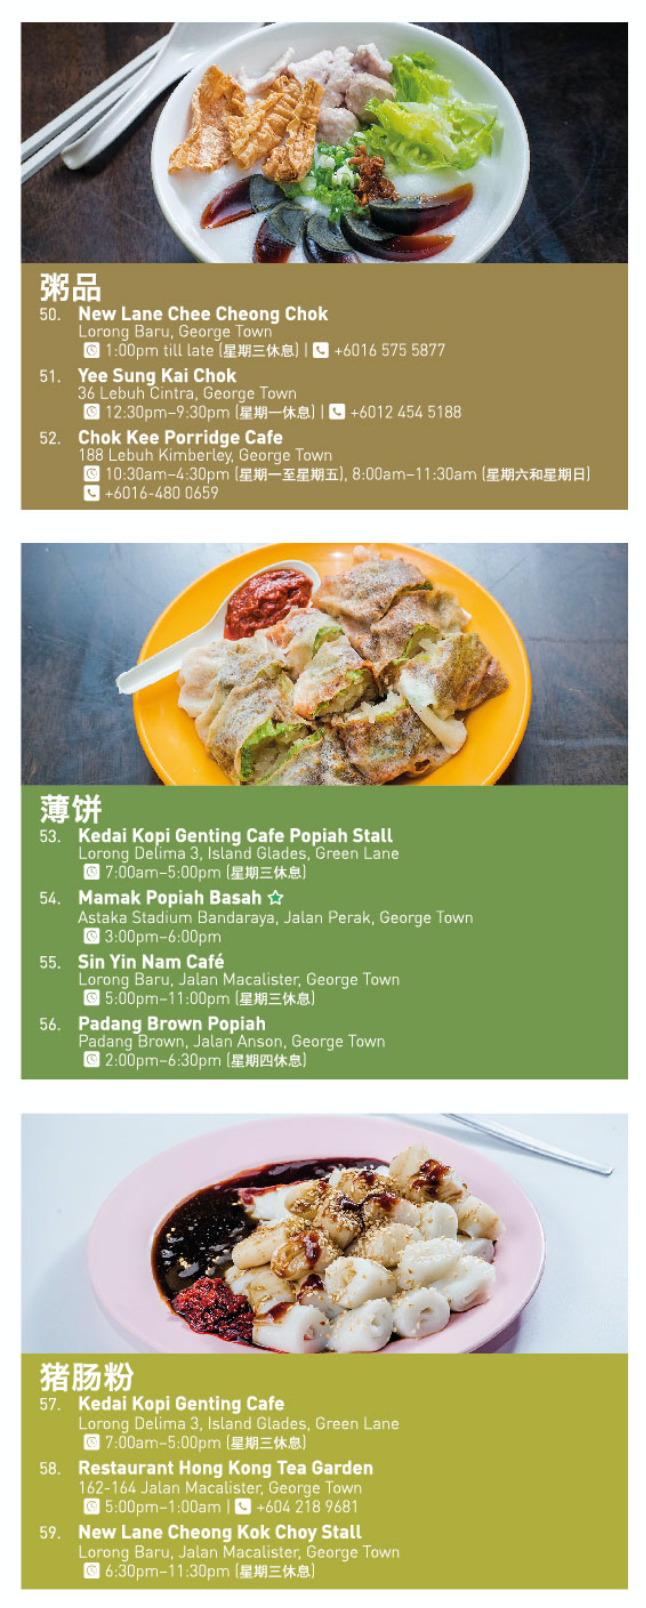 粥品
50. New Lane Chee Cheong Chok
Lorong Baru, George Town
1:00pm till late (星期三休息) | +6016 575 5877
51. Yee Sung Kai Chok
36 Lebuh Cintra, George Town
12:30pm–9:30pm (星期一休息) | +6012 454 5188
52. Chok Kee Porridge Cafe
188 Lebuh Kimberley, George Town
10:30am–4:30pm (星期一至星期五), 8:00am–11:30am (星期六和星期日)
+6016-480 0659
薄饼
53. Kedai Kopi Genting Cafe Popiah Stall
Lorong Delima 3, Island Glades, Green Lane
7:00am–5:00pm (星期三休息)
54. Mamak Popiah Basah
Astaka Stadium Bandaraya, Jalan Perak, George Town
3:00pm–6:00pm
55. Sin Yin Nam Café
Lorong Baru, Jalan Macalister, George Town
5:00pm–11:00pm (星期三休息)
56. Padang Brown Popiah
Padang Brown, Jalan Anson, George Town
2:00pm–6:30pm (星期四休息)
猪肠粉
57. Kedai Kopi Genting Cafe
Lorong Delima 3, Island Glades, Green Lane
7:00am–5:00pm (星期三休息)
58. Restaurant Hong Kong Tea Garden
162-164 Jalan Macalister, George Town
5:00pm–1:00am | +604 218 9681
59. New Lane Cheong Kok Choy Stall
Lorong Baru, Jalan Macalister, George Town
6:30pm–11:30pm (星期三休息)